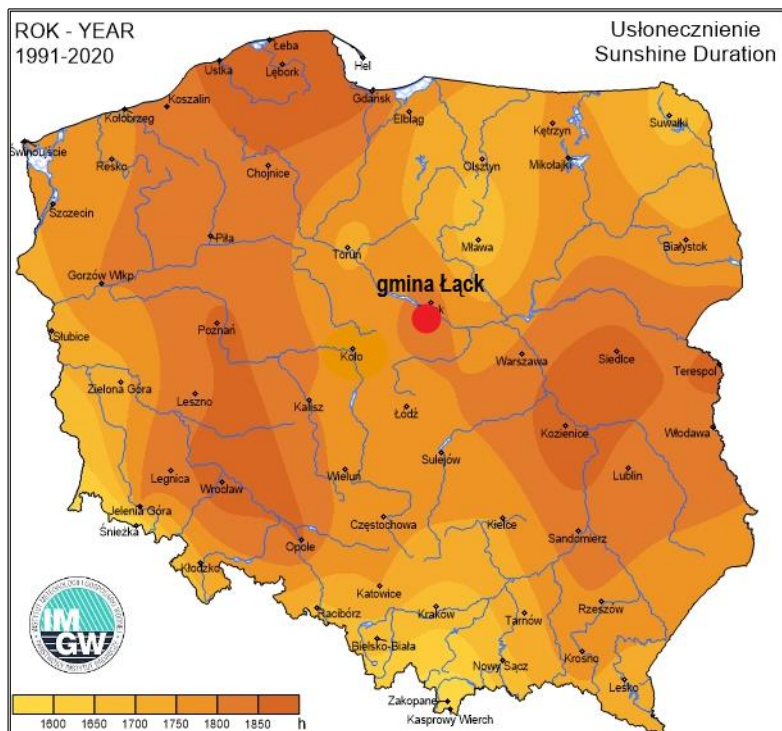 ROK - YEAR
1991-2020
Usłonecznienie
Sunshine Duration
Łeba
Ustka
Lębork
Hel
Gdańsk
Koszalin
Kołobrzeg
Elbląg
Kętrzyn
Suwałki
Świnoujście
Resko
Chojnice
Olsztyn
Mikołajki
Szczecin
Piła
Toruń
Mława
Białystok
Gorzów Wlkp.
gmina Łąck
k
Słubice
Poznań
Koło
Warszawa
Siedlce
Terespol
Zielona Góra
Leszno
Kalisz
Łódź
Kozienice
Włodawa
Sulejów
Legnica
Wrocław
Wieluń
Lublin
Jelenia Góra
Śnieżka
Częstochowa
Kielce
Sandomierz
Opole
Kłodzko
Katowice
Racibórz
Kraków
Tarnów
Rzeszów
Bielsko-Biała
Nowy Sącz
Krosno
Lesko
Zakopane
Kasprowy Wierch
IM
GW
1600 1650 1700 1750 1800 1850 h